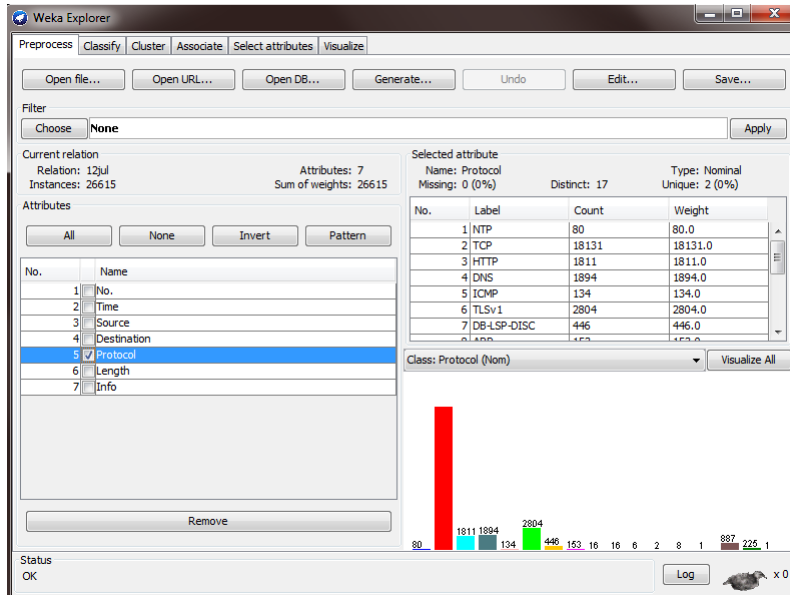 Weka Explorer
Preprocess Classify Cluster Associate Select attributes Visualize
Open file... Open URL... Open DB... Generate... Undo Edit... Save...
Filter
Choose None Apply
Current relation
Relation: 12jul Attributes: 7
Instances: 26615 Sum of weights: 26615
Attributes
All None Invert Pattern
No. Name
1 No.
2 Time
3 Source
4 Destination
5 Protocol
6 Length
7 Info
Remove
Selected attribute
Name: Protocol Type: Nominal
Missing: 0 (0%) Distinct: 17 Unique: 2 (0%)
No. Label Count Weight
1 NTP 80 80.0
2 TCP 18131 18131.0
3 HTTP 1811 1811.0
4 DNS 1894 1894.0
5 ICMP 134 134.0
6 TLSv1 2804 2804.0
7 DB-LSP-DISC 446 446.0
Class: Protocol (Nom) Visualize All
80 1811 1894 134 2804 446 153 16 16 6 2 8 1 887 225 1
Status
OK
Log x 0